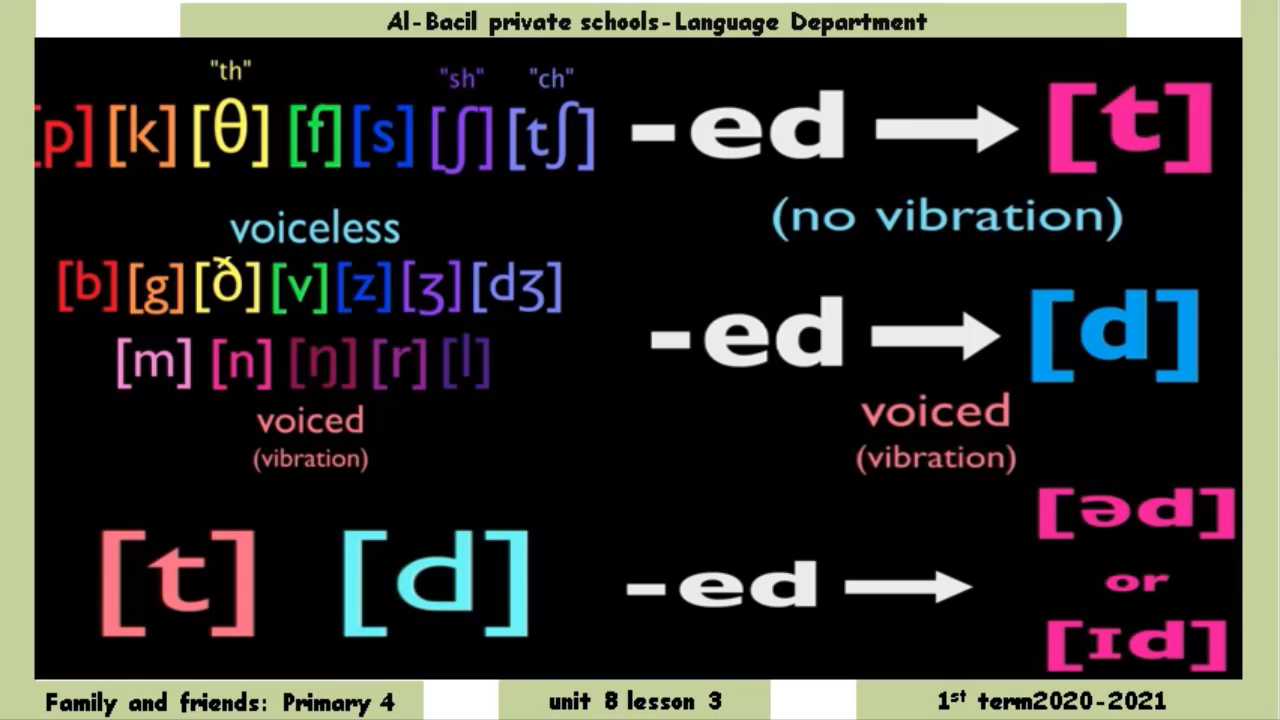 Al-Bacil private schools-Language Department
"th" "sh" "ch"
[p] [k] [θ] [f] [s] [ʃ] [tʃ] -ed → [t]
voiceless (no vibration)
[b] [g] [ð] [v] [z] [ʒ] [dʒ] -ed → [d]
[m] [n] [ŋ] [r] [l]
voiced voiced
(vibration) (vibration)
[t] [d] -ed → [əd]
or
[ɪd]
Family and friends: Primary 4 unit 8 lesson 3 1st term2020-2021